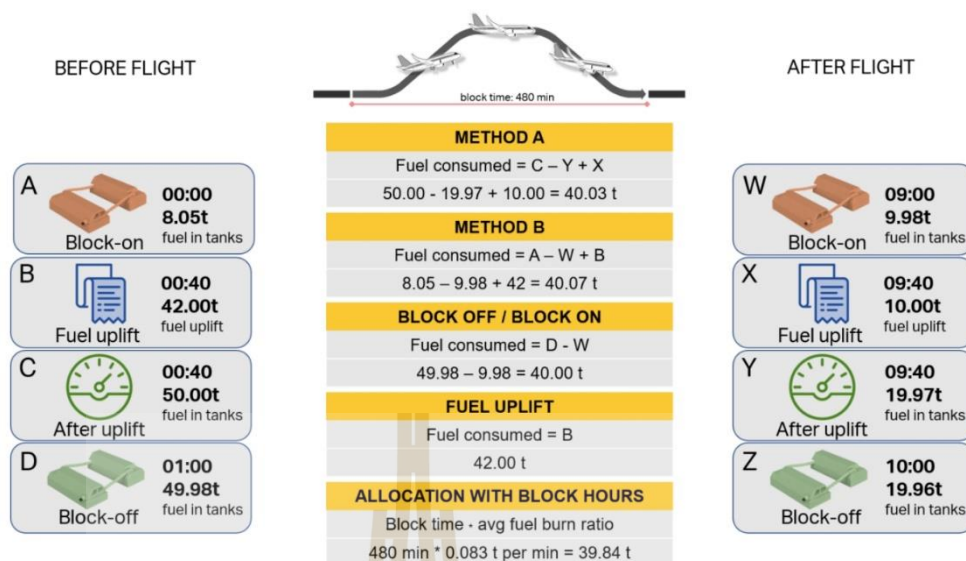 BEFORE FLIGHT
A
00:00
8.05t
fuel in tanks
Block-on
B
00:40
42.00t
fuel uplift
Fuel uplift
C
00:40
50.00t
fuel in tanks
After uplift
D
01:00
49.98t
fuel in tanks
Block-off
block time: 480 min
METHOD A
Fuel consumed = C – Y + X
50.00 - 19.97 + 10.00 = 40.03 t
METHOD B
Fuel consumed = A – W + B
8.05 – 9.98 + 42 = 40.07 t
BLOCK OFF / BLOCK ON
Fuel consumed = D - W
49.98 – 9.98 = 40.00 t
FUEL UPLIFT
Fuel consumed = B
42.00 t
ALLOCATION WITH BLOCK HOURS
Block time · avg fuel burn ratio
480 min * 0.083 t per min = 39.84 t
AFTER FLIGHT
W
09:00
9.98t
fuel in tanks
Block-on
X
09:40
10.00t
fuel uplift
Fuel uplift
Y
09:40
19.97t
fuel in tanks
After uplift
Z
10:00
19.96t
fuel in tanks
Block-off